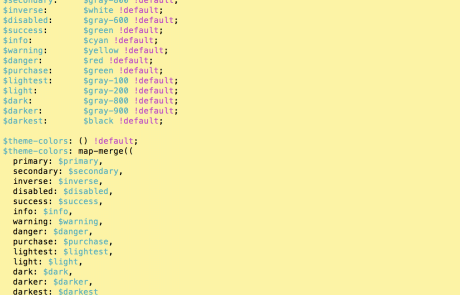 $secondary:     $gray-600 !default;
$inverse:       $white !default;
$disabled:      $gray-600 !default;
$success:       $green !default;
$info:          $cyan !default;
$warning:       $yellow !default;
$danger:        $red !default;
$purchase:      $green !default;
$lightest:      $gray-100 !default;
$light:         $gray-200 !default;
$dark:          $gray-800 !default;
$darker:        $gray-900 !default;
$darkest:       $black !default;
$theme-colors: () !default;
$theme-colors: map-merge((
  primary: $primary,
  secondary: $secondary,
  inverse: $inverse,
  disabled: $disabled,
  success: $success,
  info: $info,
  warning: $warning,
  danger: $danger,
  purchase: $purchase,
  lightest: $lightest,
  light: $light,
  dark: $dark,
  darker: $darker,
  darkest: $darkest